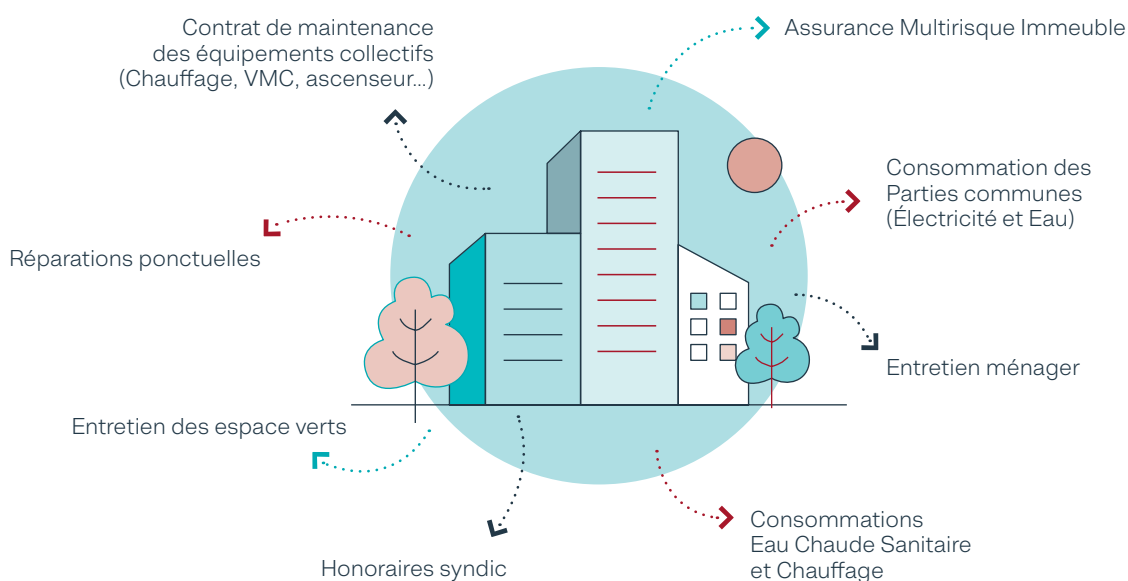 Contrat de maintenance
des équipements collectifs
(Chauffage, VMC, ascenseur...)
Assurance Multirisque Immeuble
Consommation des
Parties communes
(Électricité et Eau)
Réparations ponctuelles
Entretien ménager
Entretien des espace verts
Consommations
Eau Chaude Sanitaire
et Chauffage
Honoraires syndic